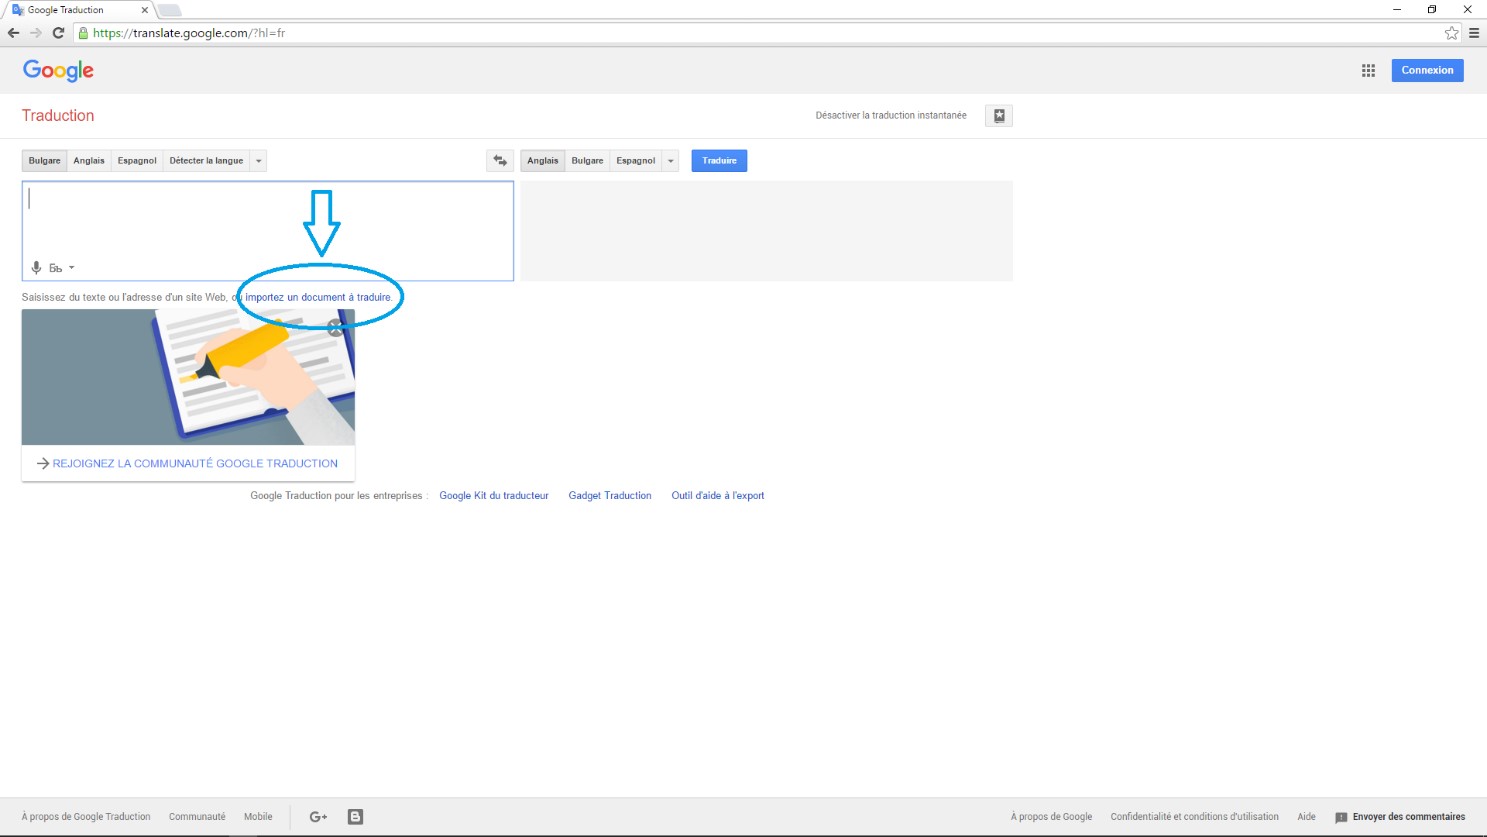 Google Traduction
https://translate.google.com/?hl=fr
Google
Connexion
Traduction
Désactiver la traduction instantanée
Bulgare Anglais Espagnol Détecter la langue
Anglais Bulgare Espagnol Traduire
Бь
Saisissez du texte ou l'adresse d'un site Web, ou importez un document à traduire.
REJOIGNEZ LA COMMUNAUTÉ GOOGLE TRADUCTION
Google Traduction pour les entreprises : Google Kit du traducteur Gadget Traduction Outil d'aide à l'export
À propos de Google Traduction Communauté Mobile G+ B À propos de Google Confidentialité et conditions d'utilisation Aide Envoyer des commentaires